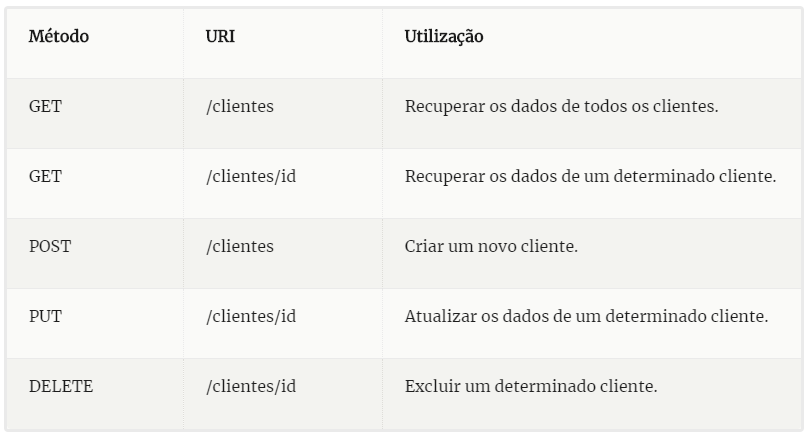 Método URI Utilização
GET /clientes Recuperar os dados de todos os clientes.
GET /clientes/id Recuperar os dados de um determinado cliente.
POST /clientes Criar um novo cliente.
PUT /clientes/id Atualizar os dados de um determinado cliente.
DELETE /clientes/id Excluir um determinado cliente.